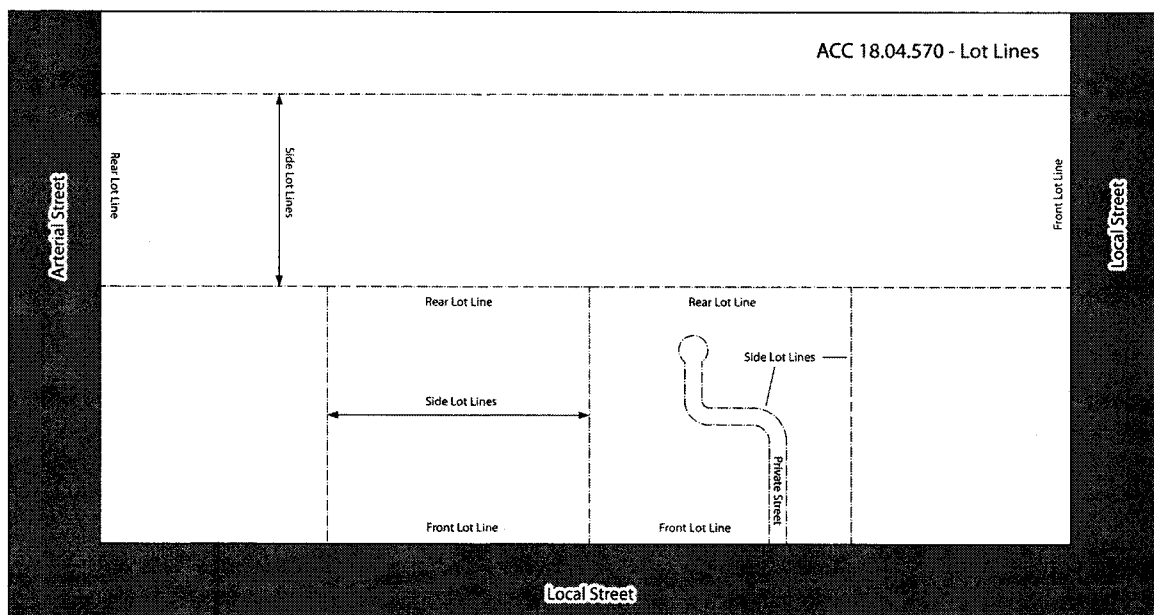 ACC 18.04.570 - Lot Lines
Rear Lot Line
Side Lot Lines
Front Lot Line
Arterial Street
Local Street
Rear Lot Line
Rear Lot Line
Side Lot Lines
Side Lot Lines
Private Street
Front Lot Line
Front Lot Line
Local Street